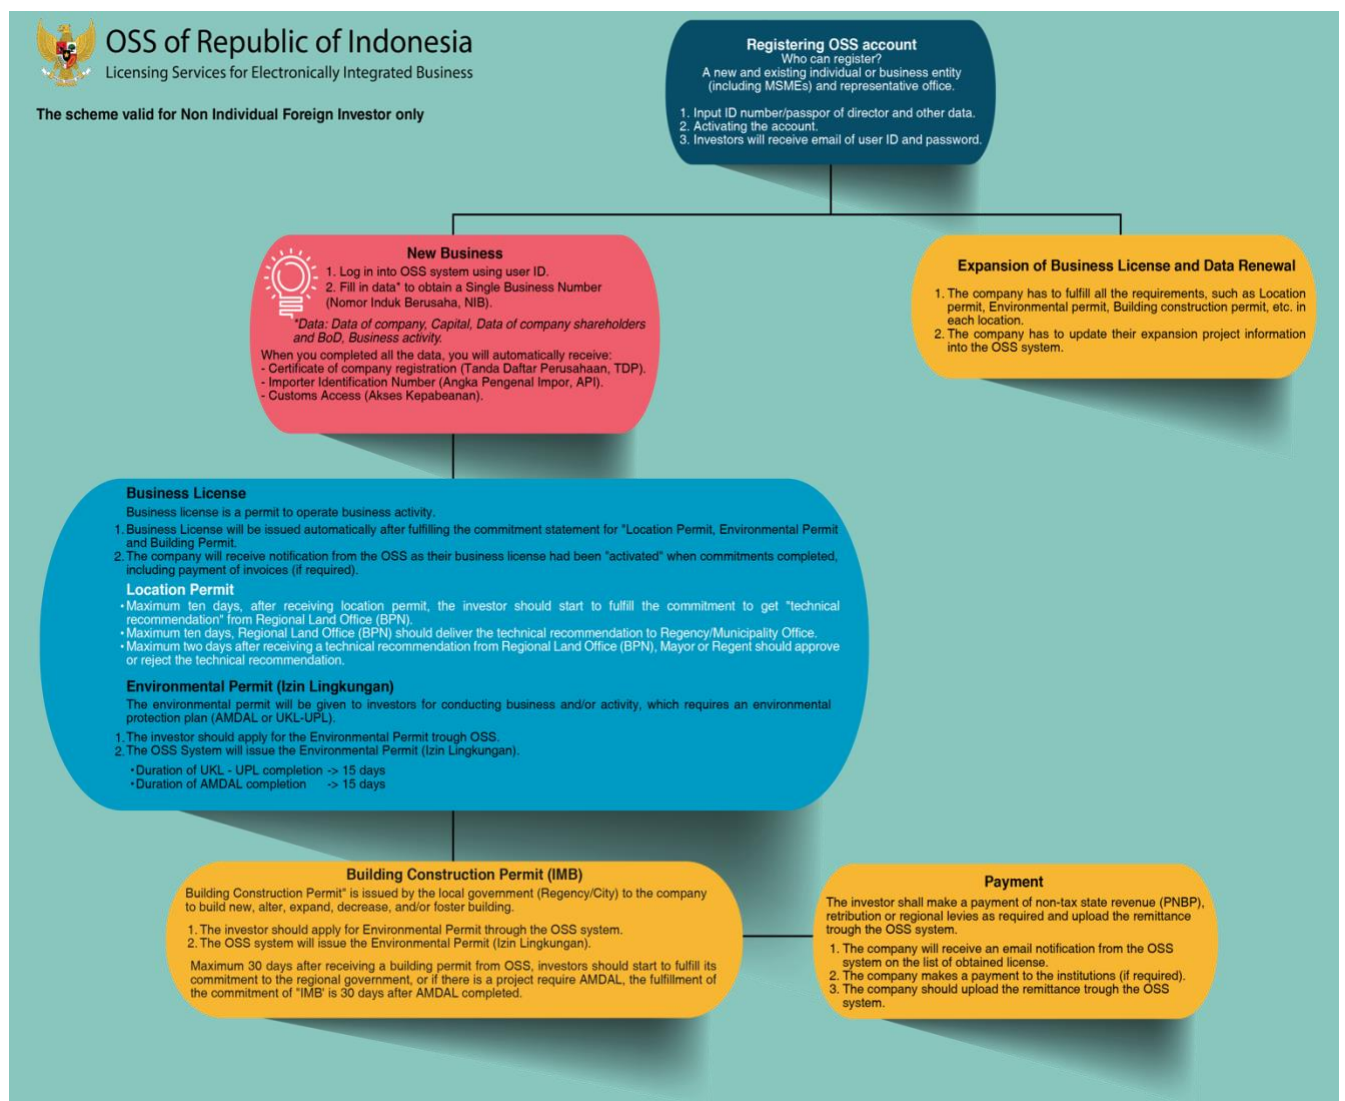 OSS of Republic of Indonesia
Licensing Services for Electronically Integrated Business
The scheme valid for Non Individual Foreign Investor only
Registering OSS account
Who can register?
A new and existing individual or business entity
(including MSMEs) and representative office.
1. Input ID number/passpor of director and other data.
2. Activating the account.
3. Investors will receive email of user ID and password.
New Business
1. Log in into OSS system using user ID.
2. Fill in data* to obtain a Single Business Number
(Nomor Induk Berusaha, NIB).
*Data: Data of company, Capital, Data of company shareholders
and BoD, Business activity.
When you completed all the data, you will automatically receive:
- Certificate of company registration (Tanda Daftar Perusahaan, TDP).
- Importer Identification Number (Angka Pengenal Impor, API).
- Customs Access (Akses Kepabeanan).
Expansion of Business License and Data Renewal
1. The company has to fulfill all the requirements, such as Location
permit, Environmental permit, Building construction permit, etc. in
each location.
2. The company has to update their expansion project information
into the OSS system.
Business License
Business license is a permit to operate business activity.
1. Business License will be issued automatically after fulfilling the commitment statement for "Location Permit, Environmental Permit
and Building Permit.
2. The company will receive notification from the OSS as their business license had been "activated" when commitments completed,
including payment of invoices (if required).
Location Permit
• Maximum ten days, after receiving location permit, the investor should start to fulfill the commitment to get "technical
recommendation" from Regional Land Office (BPN).
• Maximum ten days, Regional Land Office (BPN) should deliver the technical recommendation to Regency/Municipality Office.
• Maximum two days after receiving a technical recommendation from Regional Land Office (BPN), Mayor or Regent should approve
or reject the technical recommendation.
Environmental Permit (Izin Lingkungan)
The environmental permit will be given to investors for conducting business and/or activity, which requires an environmental
protection plan (AMDAL or UKL-UPL).
1. The investor should apply for the Environmental Permit trough OSS.
2. The OSS System will issue the Environmental Permit (Izin Lingkungan).
• Duration of UKL - UPL completion -> 15 days
• Duration of AMDAL completion -> 15 days
Building Construction Permit (IMB)
Building Construction Permit" is issued by the local government (Regency/City) to the company
to build new, alter, expand, decrease, and/or foster building.
1. The investor should apply for Environmental Permit through the OSS system.
2. The OSS system will issue the Environmental Permit (Izin Lingkungan).
Maximum 30 days after receiving a building permit from OSS, investors should start to fulfill its
commitment to the regional government, or if there is a project require AMDAL, the fulfillment of
the commitment of "IMB' is 30 days after AMDAL completed.
Payment
The investor shall make a payment of non-tax state revenue (PNBP),
retribution or regional levies as required and upload the remittance
trough the OSS system.
1. The company will receive an email notification from the OSS
system on the list of obtained license.
2. The company makes a payment to the institutions (if required).
3. The company should upload the remittance trough the OSS
system.